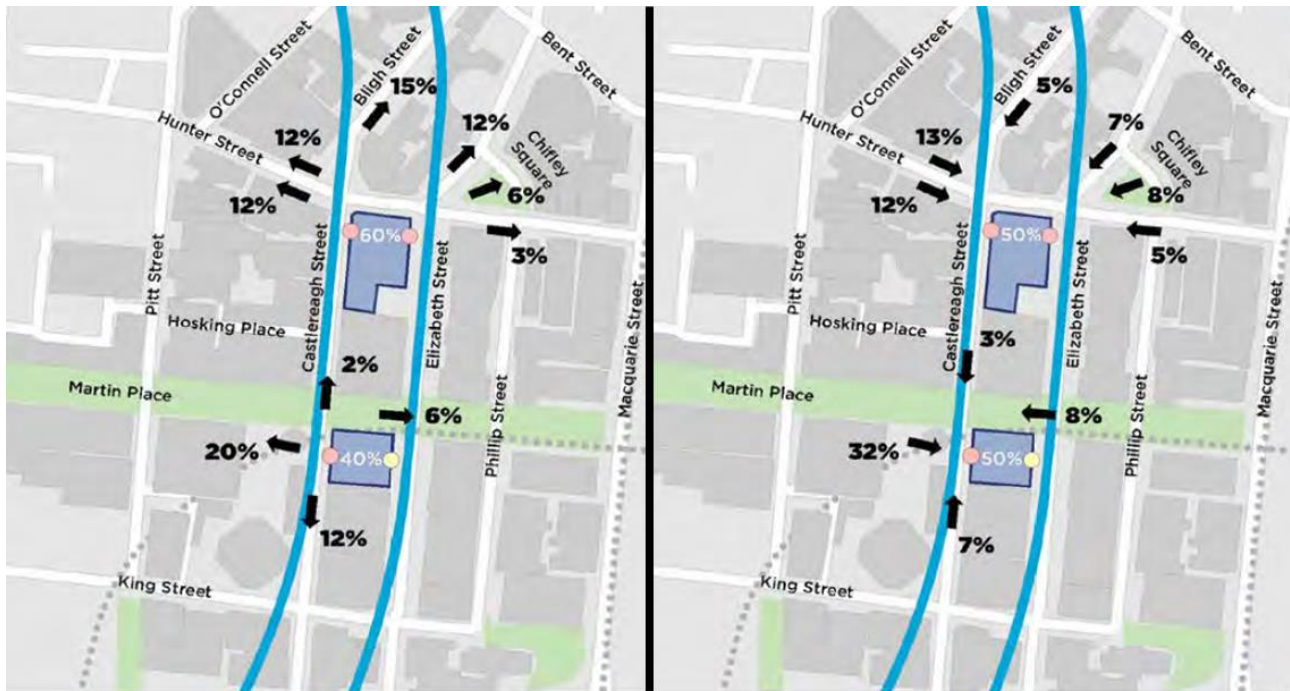 O'Connell Street
Bligh Street
Bent Street
15%
12%
Hunter Street
12%
Chifley
Square
6%
12%
60%
3%
Pitt Street
Castlereagh Street
Elizabeth Street
Hosking Place
2%
Macquarie Street
Martin Place
6%
Phillip Street
20%
40%
12%
King Street
O'Connell Street
Bligh Street
Bent Street
5%
7%
Hunter Street
13%
Chifley
Square
8%
12%
50%
5%
Pitt Street
Castlereagh Street
Elizabeth Street
Hosking Place
3%
Macquarie Street
Martin Place
8%
Phillip Street
32%
50%
7%
King Street